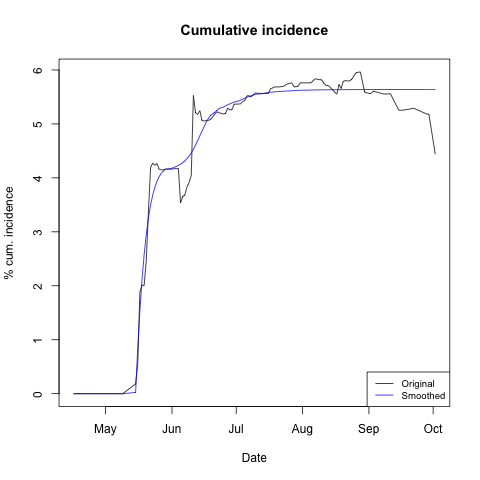 Cumulative incidence
% cum. incidence
6
5
4
3
2
1
0
May Jun Jul Aug Sep Oct
Date
Original
Smoothed